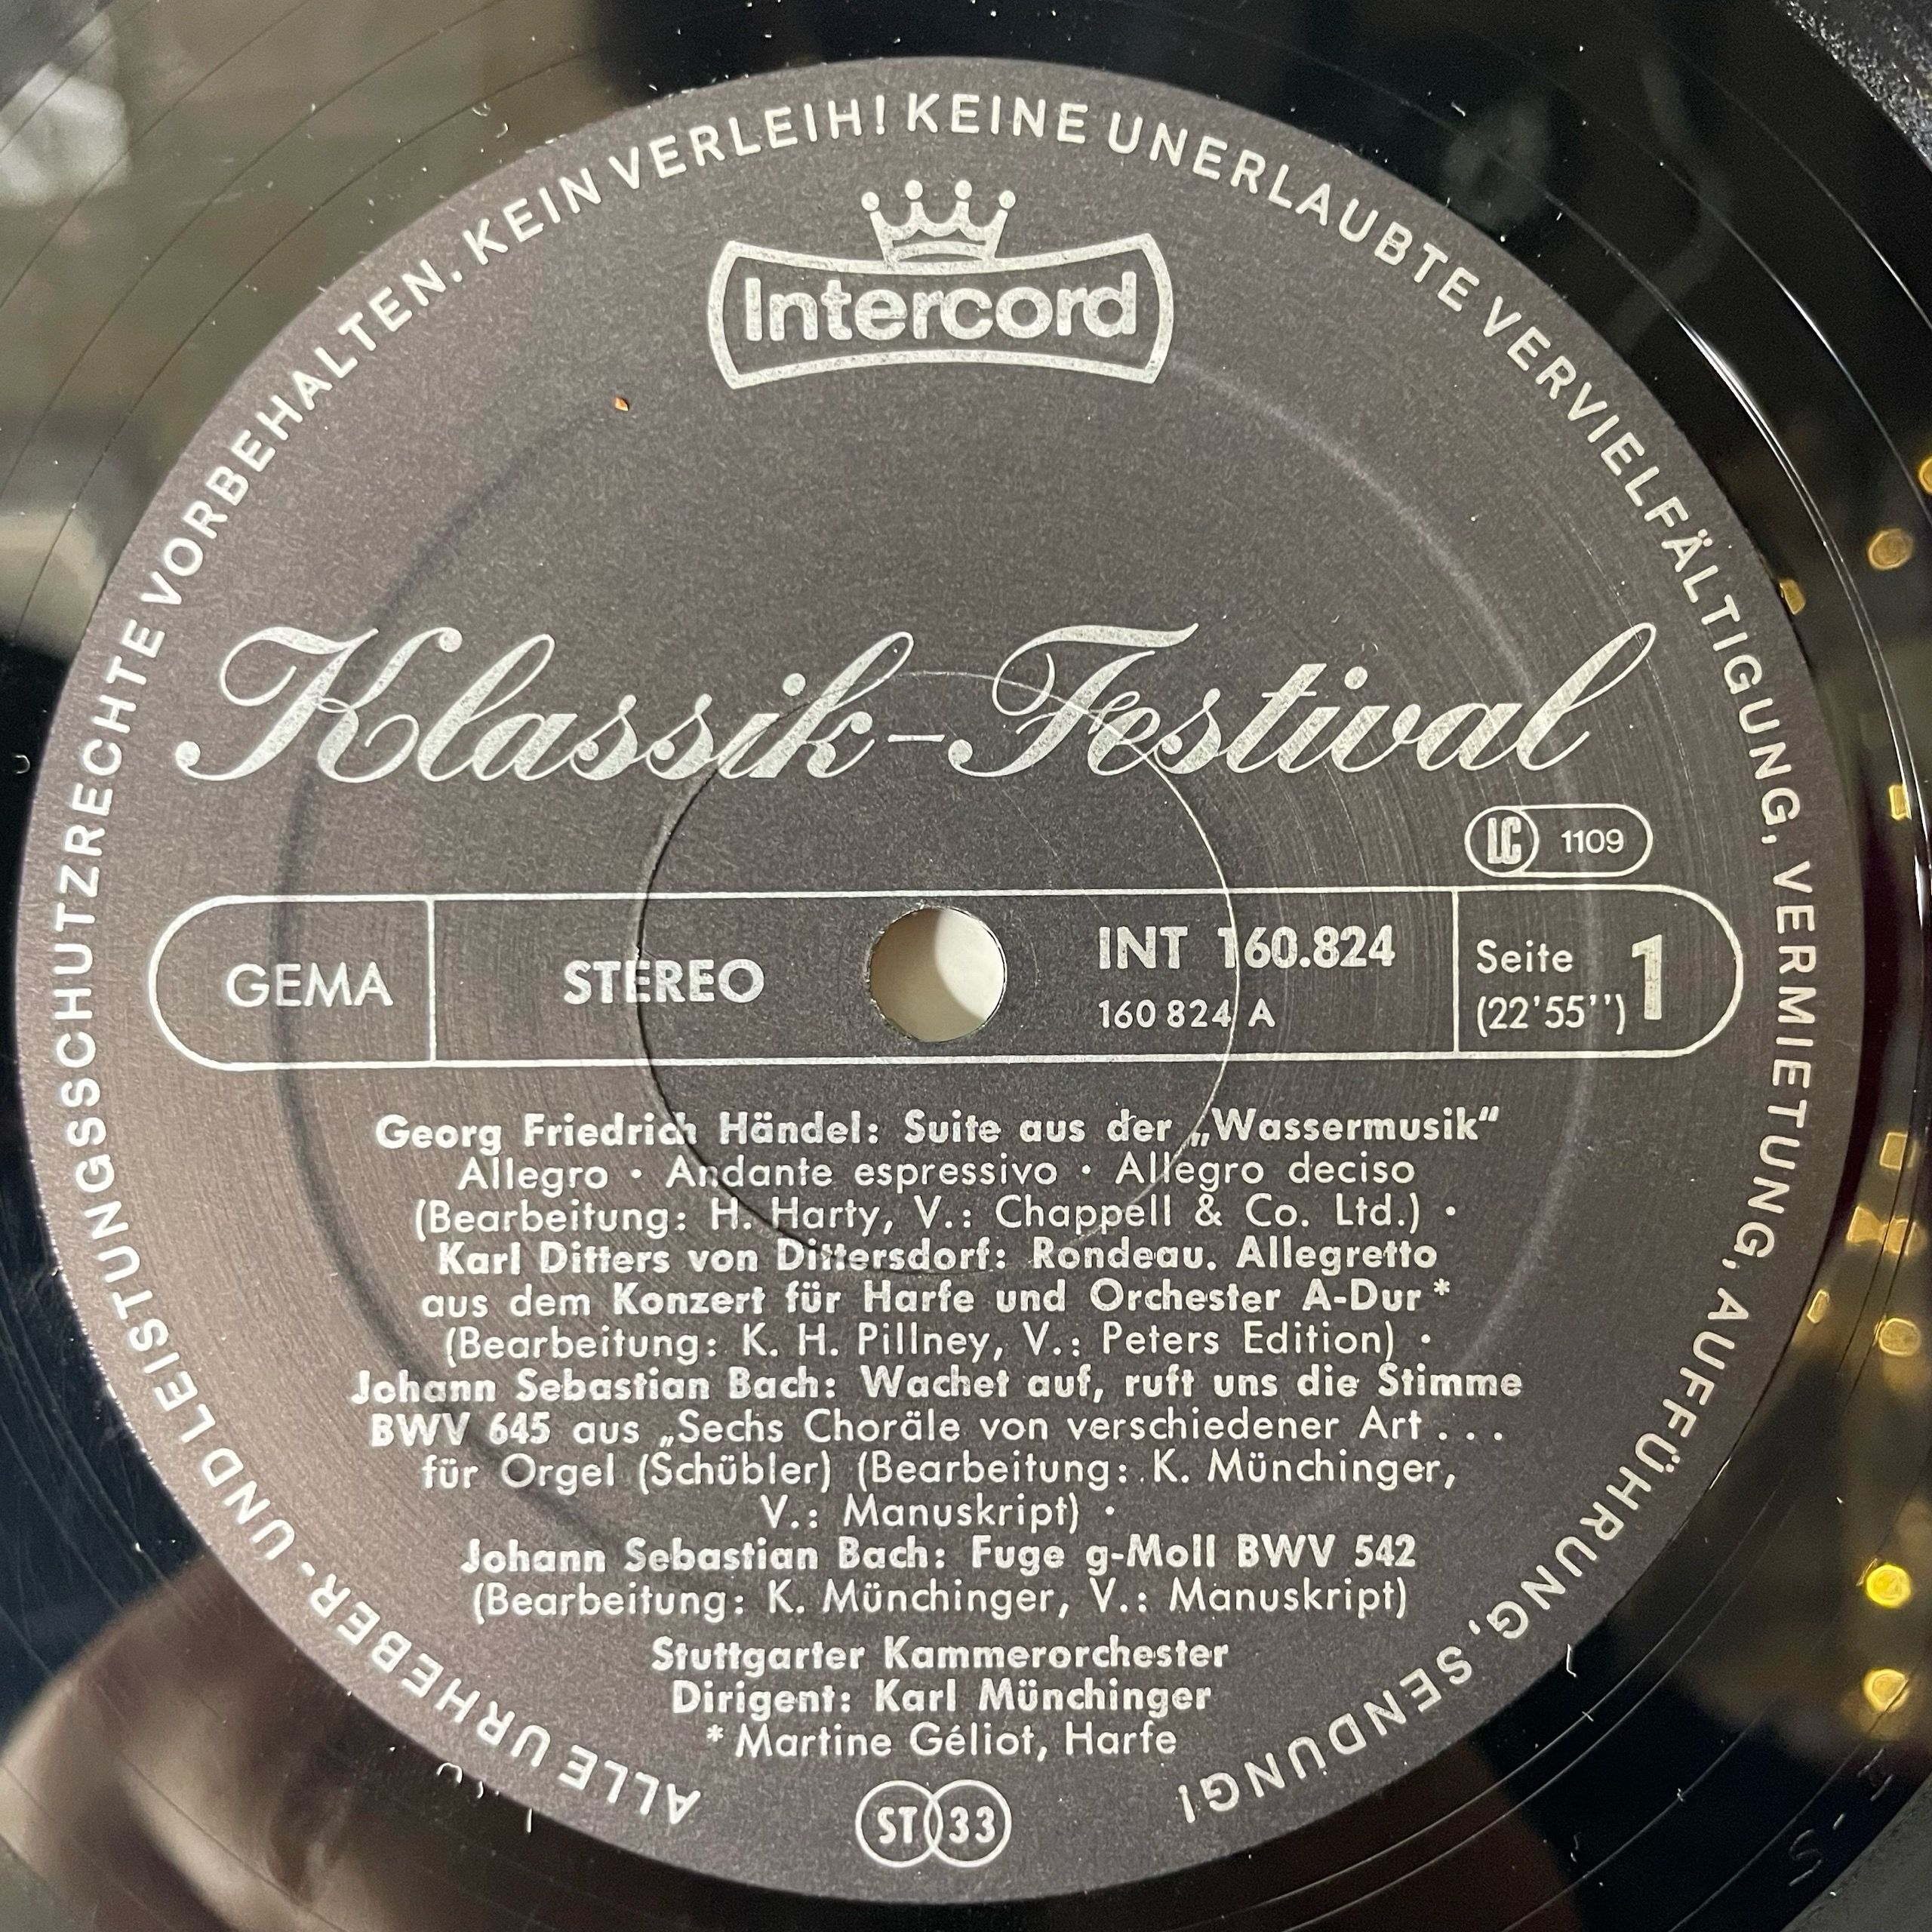 ALLE URHEBER- UND LEISTUNGSSCHUTZRECHTE VORBEHALTEN. KEIN VERLEIH! KEINE UNERLAUBTE VERVIELFÄLTIGUNG, VERMIETUNG, AUFFÜHRUNG, SENDUNG!
Intercord
Klassik-Festival
LC 1109
GEMA
STEREO
INT 160.824
160 824 A
Seite 1
(22'55'')
Georg Friedrich Händel: Suite aus der „Wassermusik“
Allegro · Andante espressivo · Allegro deciso
(Bearbeitung: H. Harty, V.: Chappell & Co. Ltd.) ·
Karl Ditters von Dittersdorf: Rondeau. Allegretto
aus dem Konzert für Harfe und Orchester A-Dur*
(Bearbeitung: K. H. Pillney, V.: Peters Edition) ·
Johann Sebastian Bach: Wachet auf, ruft uns die Stimme
BWV 645 aus „Sechs Choräle von verschiedener Art . . .
für Orgel (Schübler) (Bearbeitung: K. Münchinger,
V.: Manuskript) ·
Johann Sebastian Bach: Fuge g-Moll BWV 542
(Bearbeitung: K. Münchinger, V.: Manuskript)
Stuttgarter Kammerorchester
Dirigent: Karl Münchinger
* Martine Géliot, Harfe
ST 33